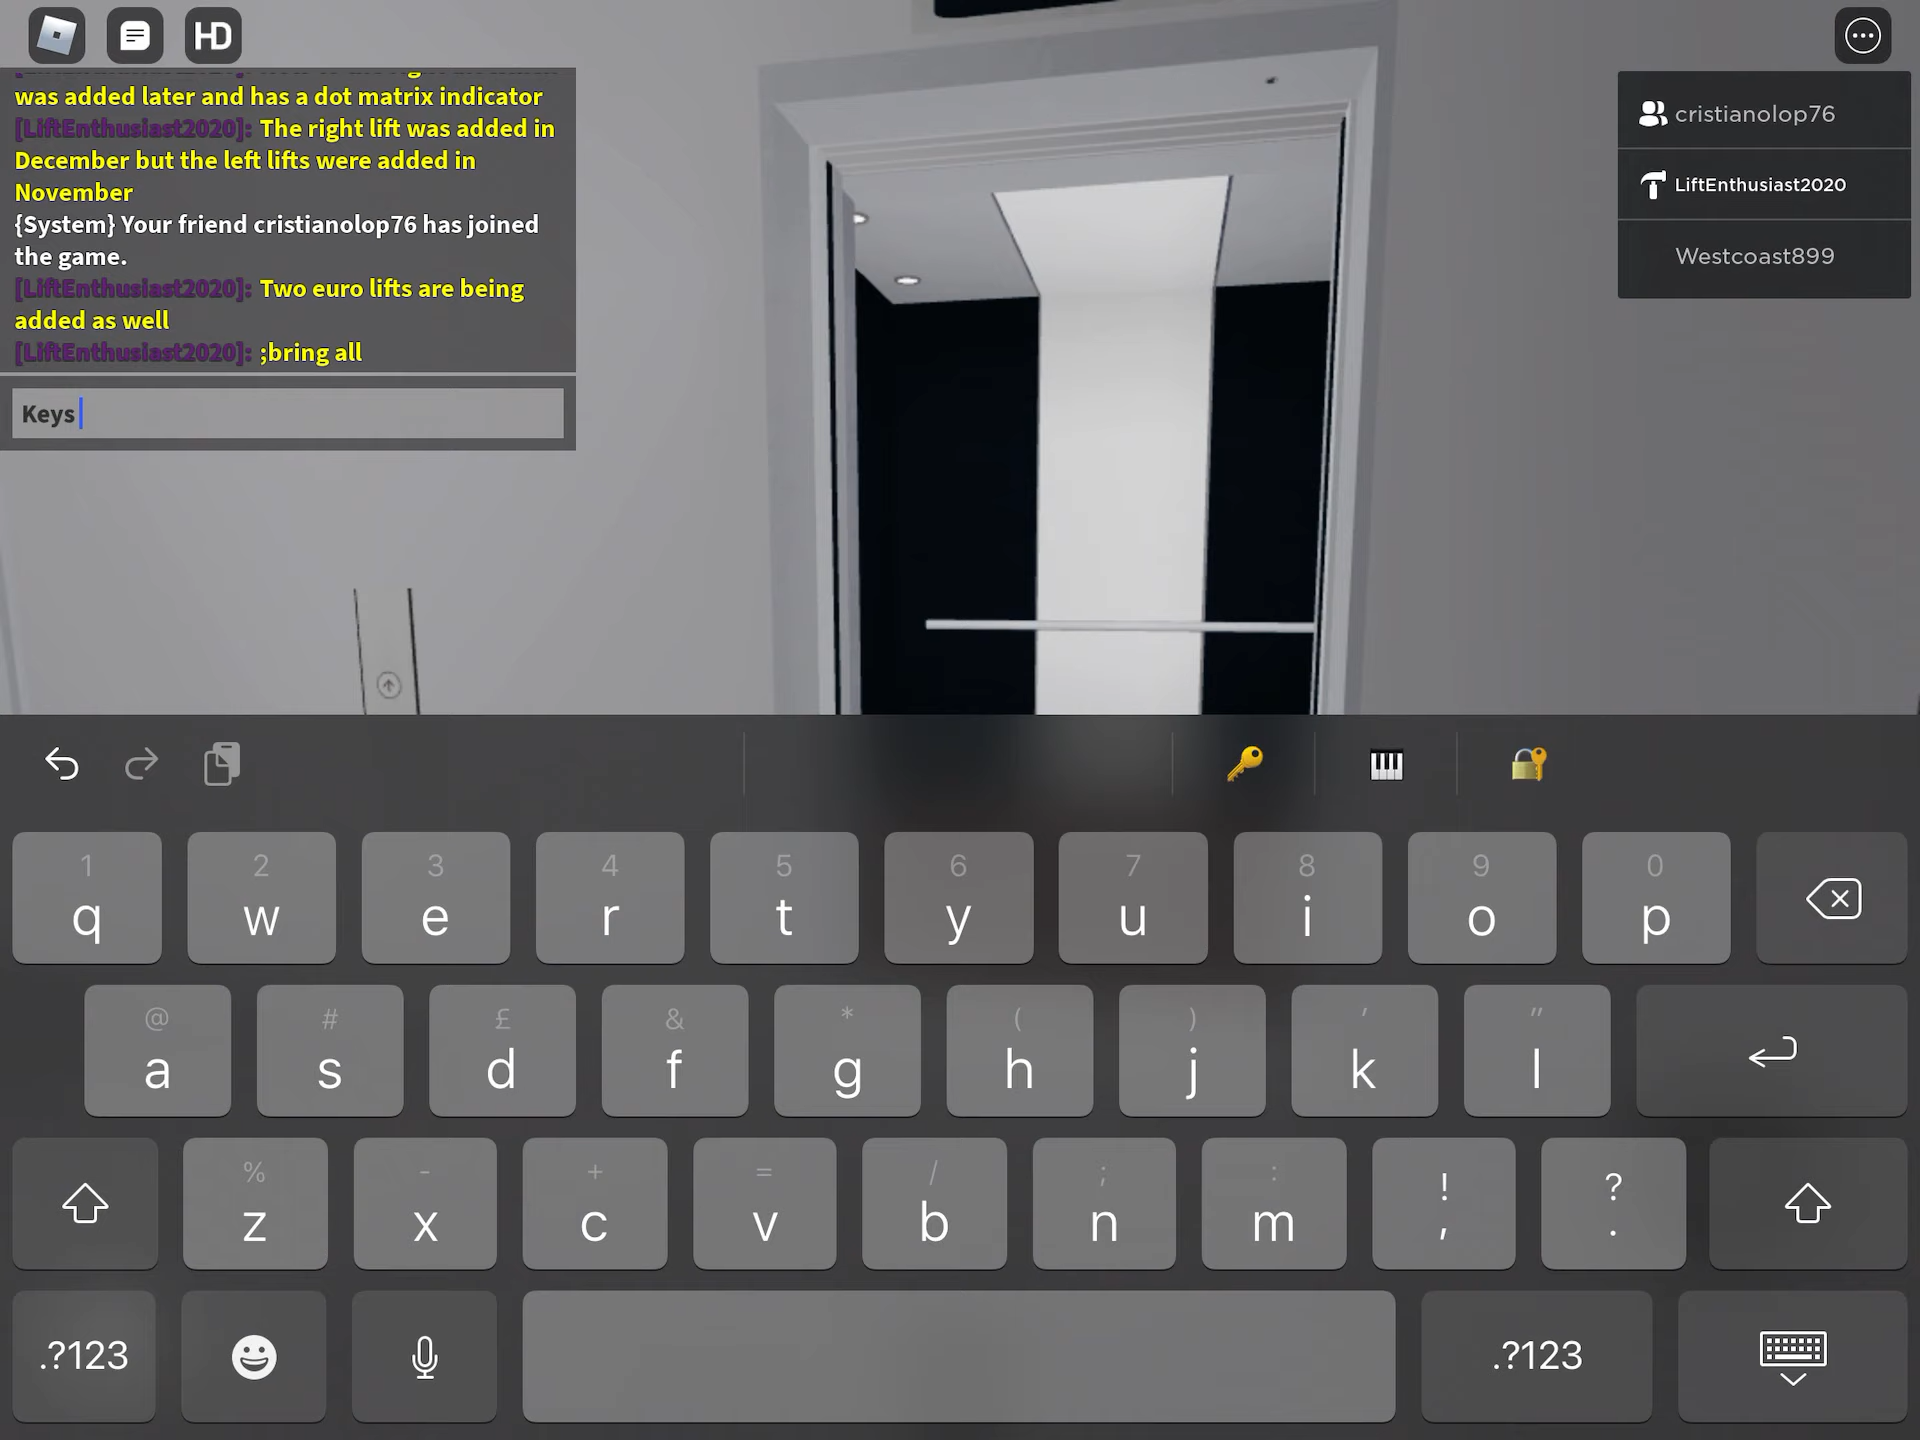 HD
was added later and has a dot matrix indicator
[LiftEnthusiast2020]: The right lift was added in
December but the left lifts were added in
November
{System} Your friend cristianolop76 has joined
the game.
[LiftEnthusiast2020]: Two euro lifts are being
added as well
[LiftEnthusiast2020]: ;bring all
Keys
cristianolop76
LiftEnthusiast2020
Westcoast899
1 2 3 4 5 6 7 8 9 0
q w e r t y u i o p
@ # £ & * ( ) ' "
a s d f g h j k l
% - + = / ; : ! ?
z x c v b n m , .
.?123 .?123